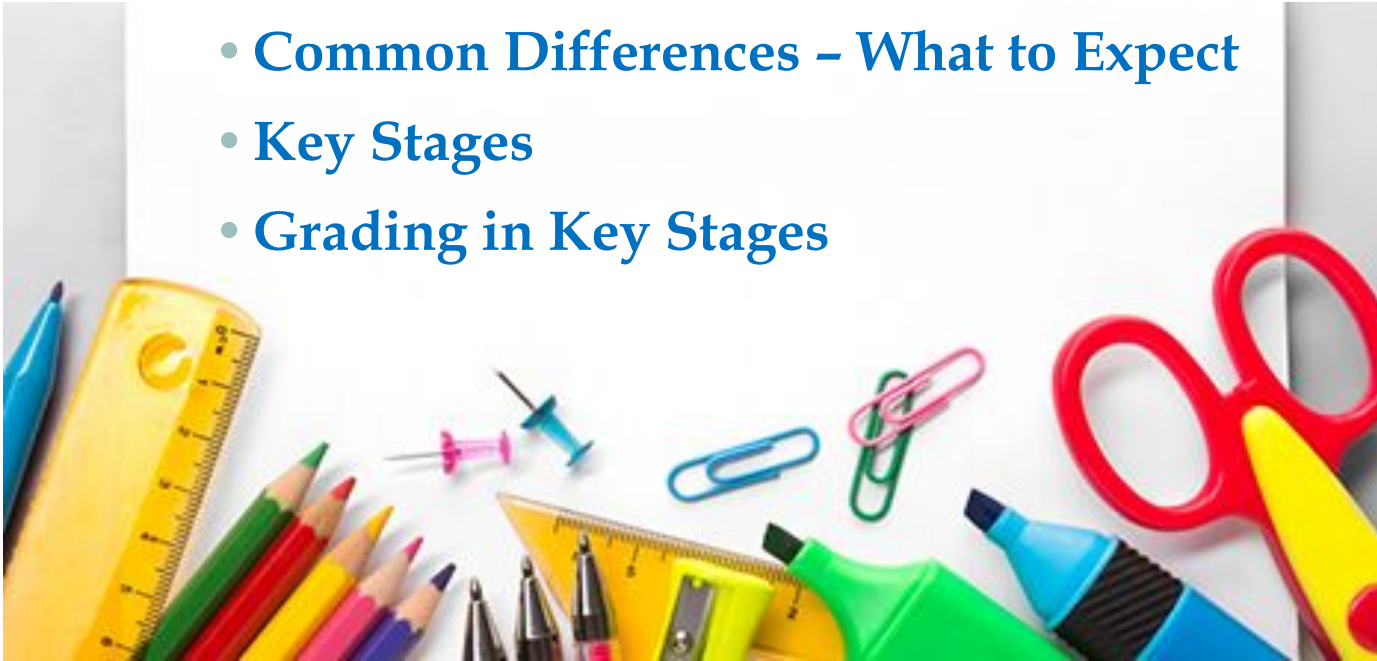 • Common Differences – What to Expect
• Key Stages
• Grading in Key Stages